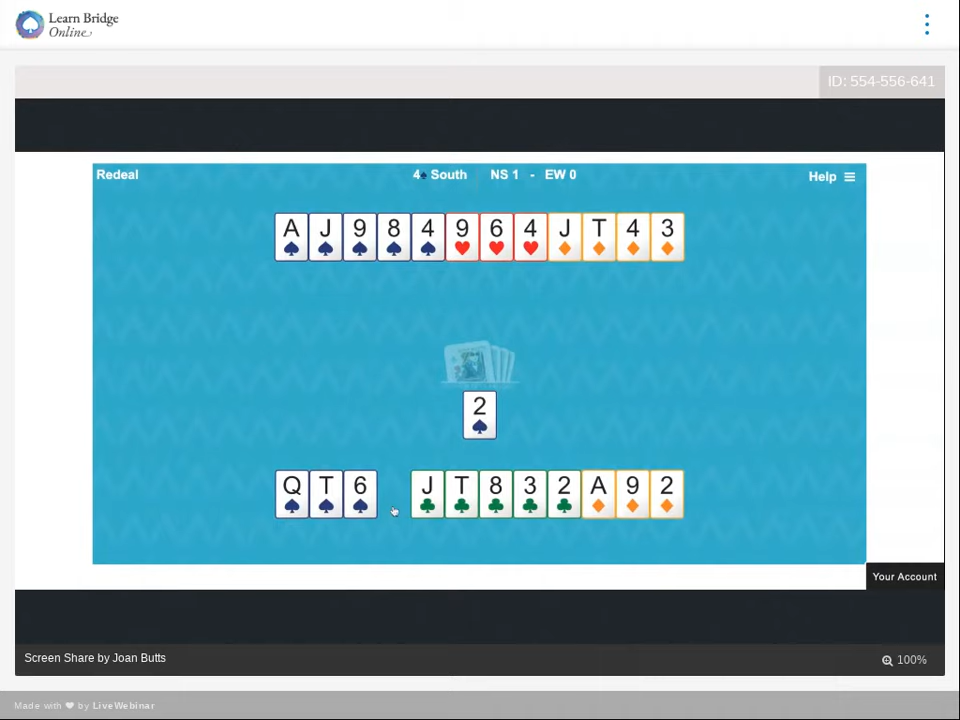 Learn Bridge
Online
ID: 554-556-641
Redeal 4♠ South NS 1 - EW 0 Help
A J 9 8 4 9 6 4 J T 4 3
2
Q T 6 J T 8 3 2 A 9 2
Your Account
Screen Share by Joan Butts
100%
Made with ♥ by LiveWebinar